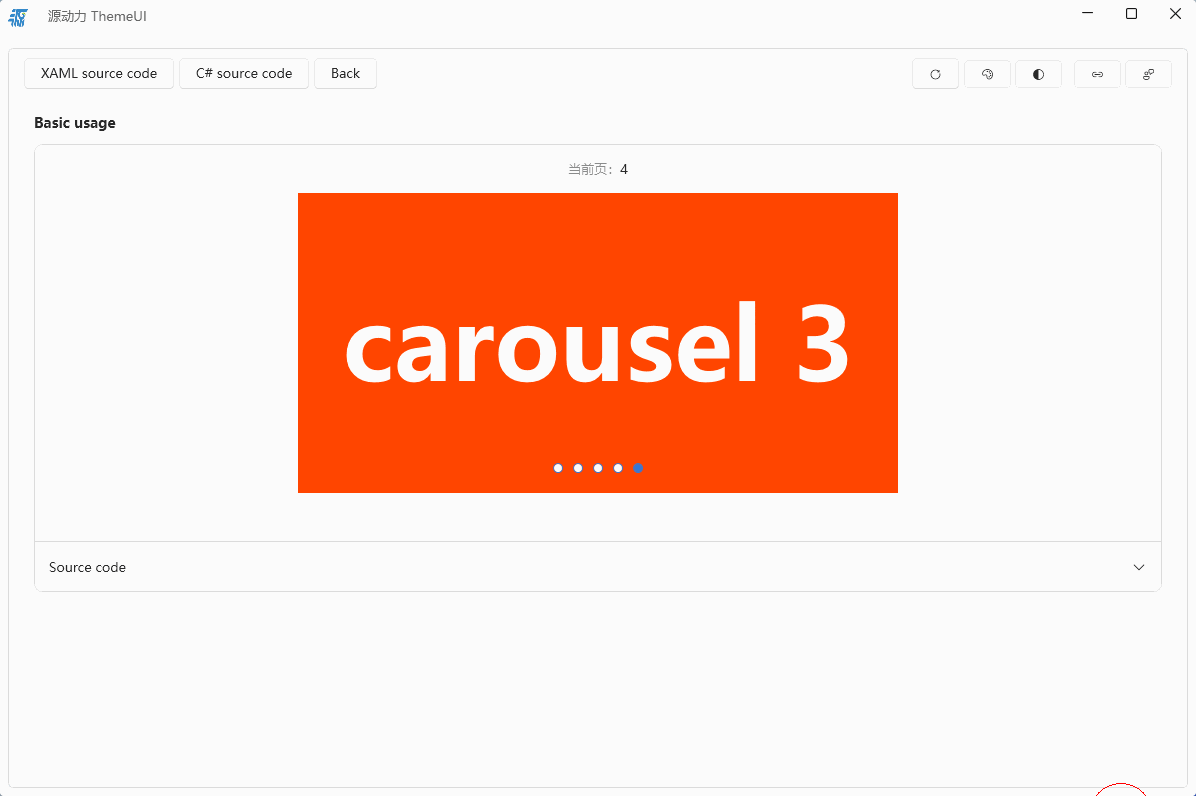 源动力 ThemeUI
XAML source code
C# source code
Back
Basic usage
当前页：4
carousel 3
Source code